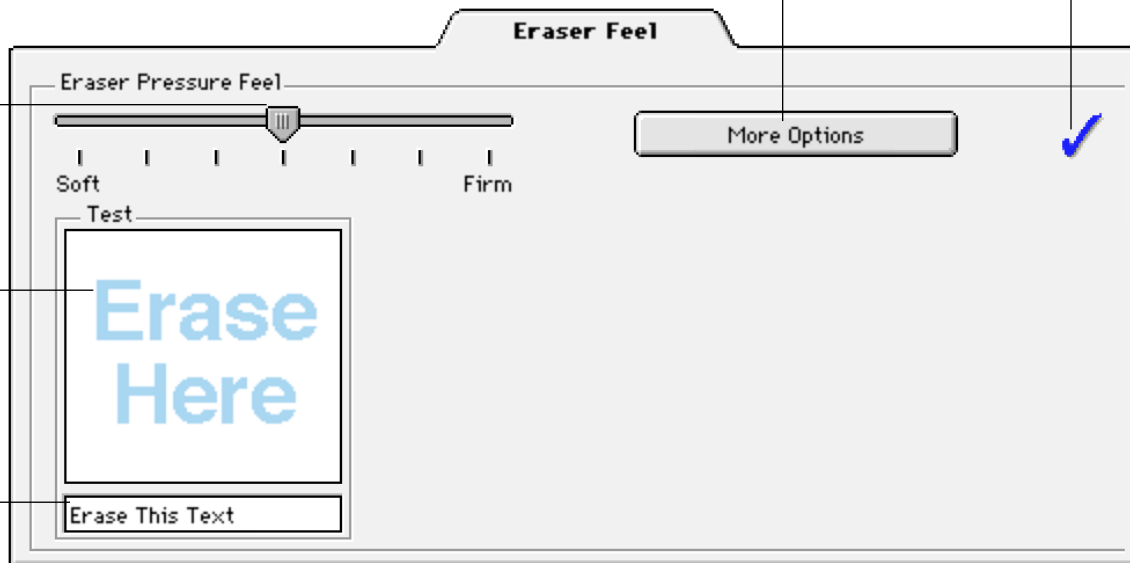 Eraser Feel
Eraser Pressure Feel
More Options
Soft
Firm
Test
Erase
Here
Erase This Text